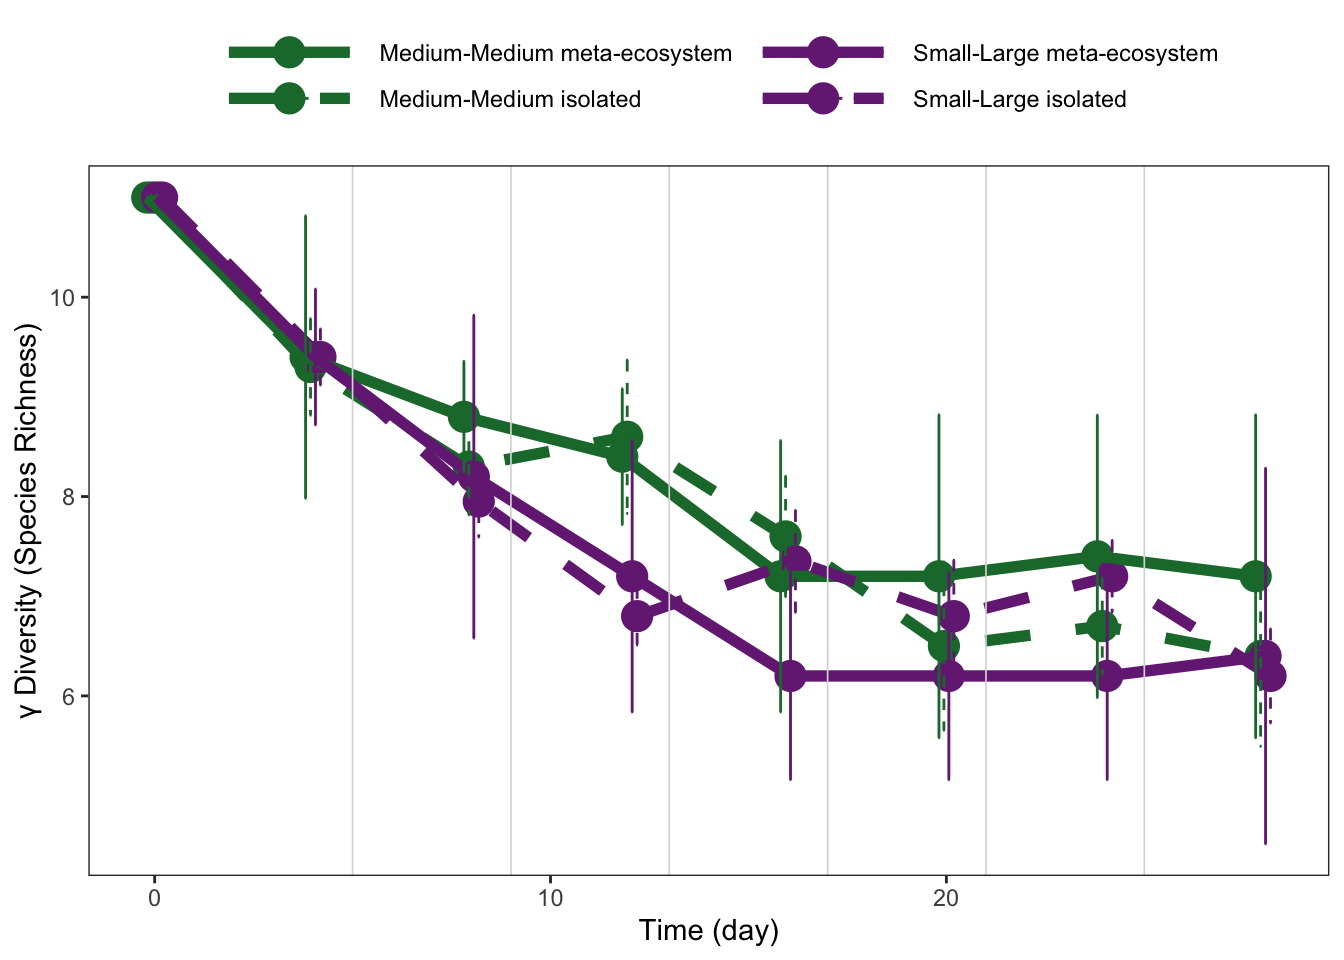 Medium-Medium meta-ecosystem
Small-Large meta-ecosystem
Medium-Medium isolated
Small-Large isolated
γ Diversity (Species Richness)
10
8
6
0
10
20
Time (day)